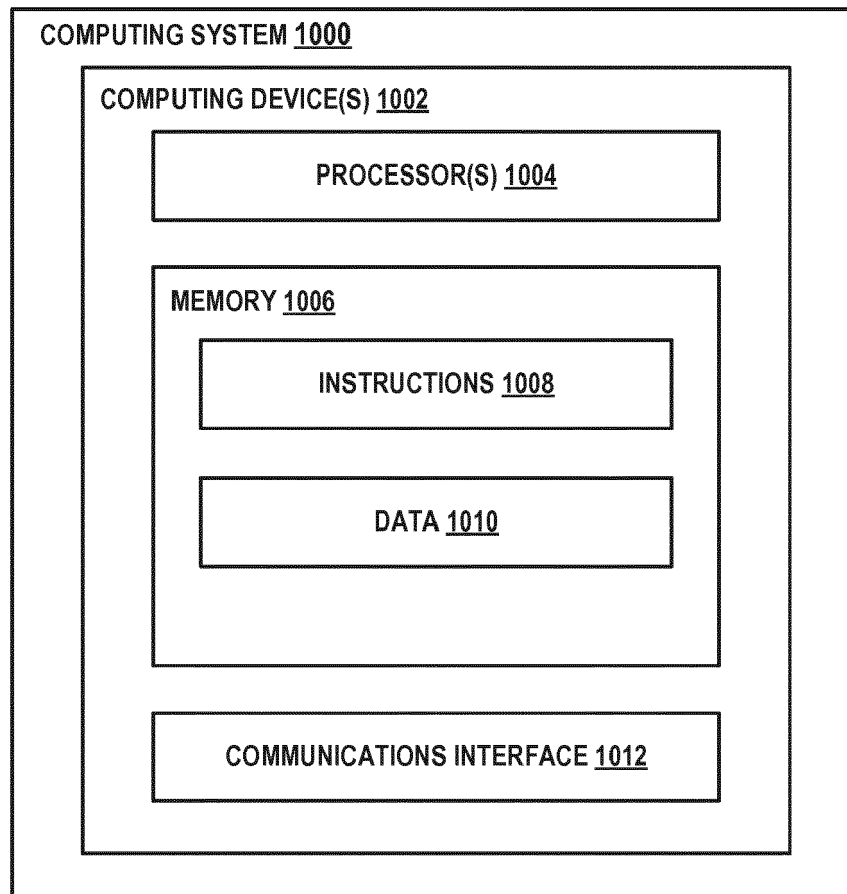 COMPUTING SYSTEM 1000
COMPUTING DEVICE(S) 1002
PROCESSOR(S) 1004
MEMORY 1006
INSTRUCTIONS 1008
DATA 1010
COMMUNICATIONS INTERFACE 1012